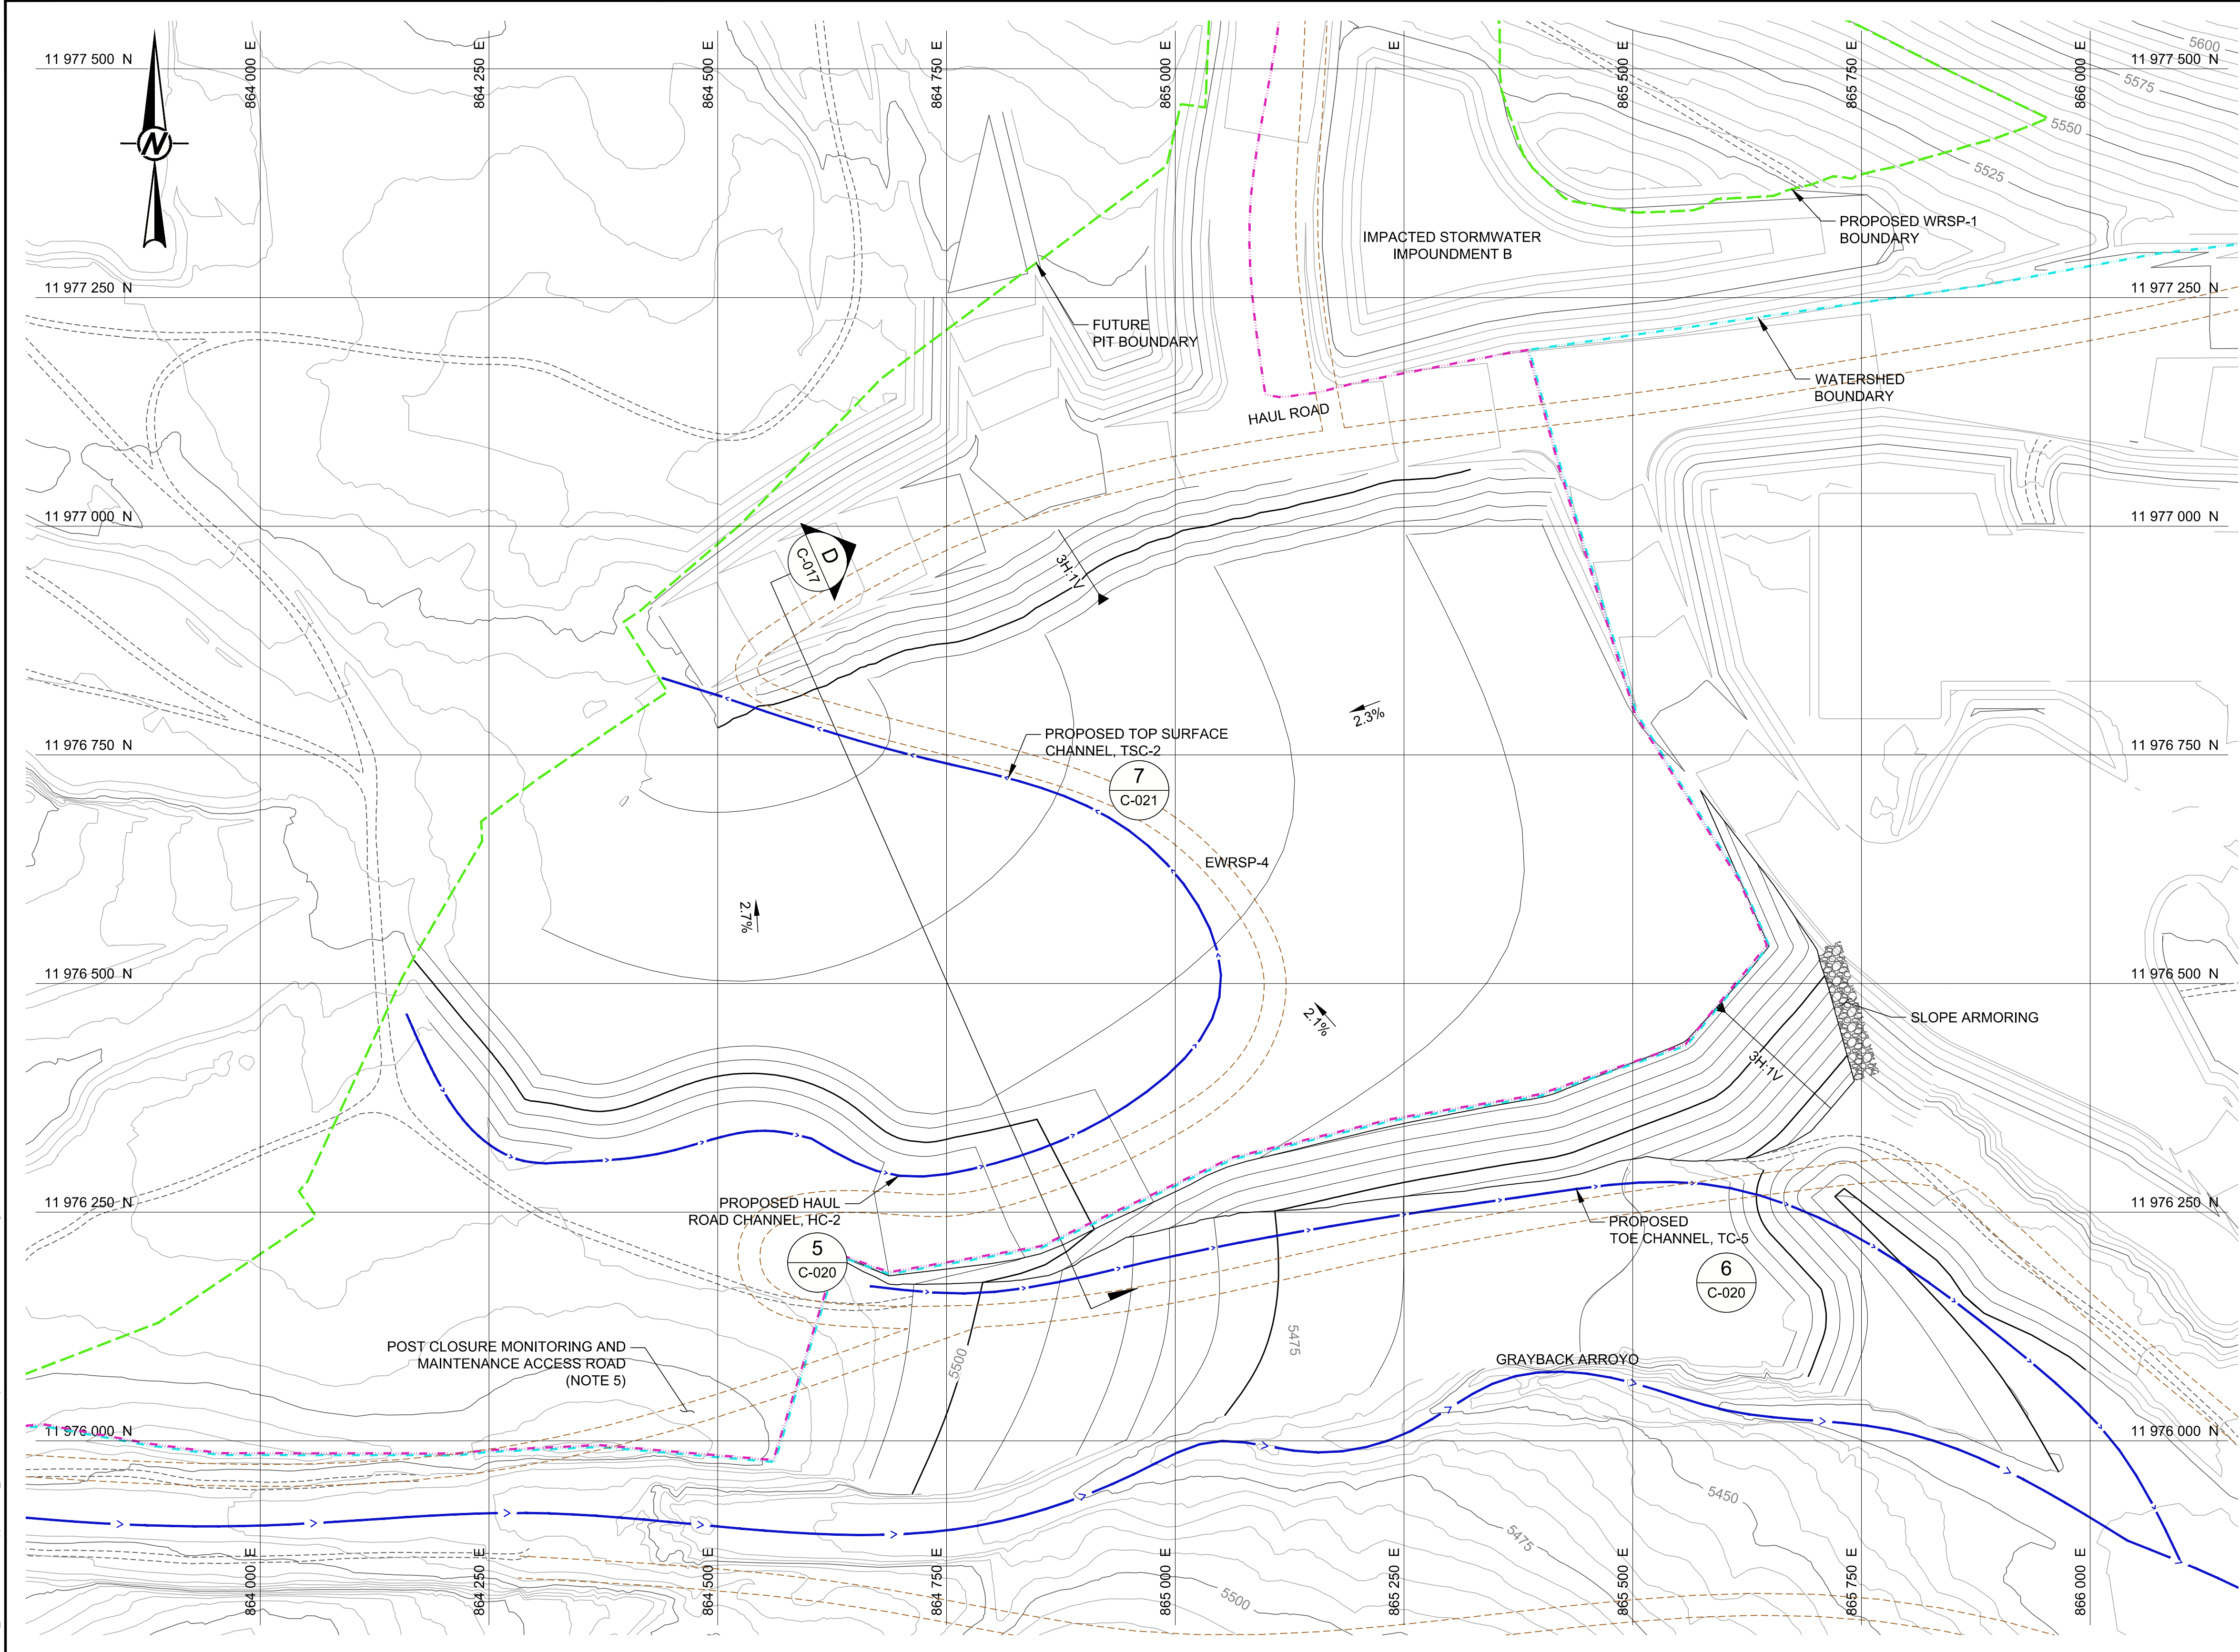 864 000 E
864 250 E
864 500 E
864 750 E
865 000 E
E
865 500 E
865 750 E
866 000 E
5600
11 977 500 N
11 977 500 N
5575
5550
5525
N
PROPOSED WRSP-1
BOUNDARY
IMPACTED STORMWATER
IMPOUNDMENT B
11 977 250 N
11 977 250 N
FUTURE
PIT BOUNDARY
WATERSHED
BOUNDARY
HAUL ROAD
11 977 000 N
11 977 000 N
D
C-017
3H:1V
2.3%
PROPOSED TOP SURFACE
CHANNEL, TSC-2
11 976 750 N
11 976 750 N
7
C-021
EWRSP-4
2.7%
11 976 500 N
11 976 500 N
2.1%
SLOPE ARMORING
3H:1V
PROPOSED HAUL
ROAD CHANNEL, HC-2
11 976 250 N
11 976 250 N
PROPOSED
TOE CHANNEL, TC-5
5
C-020
6
C-020
POST CLOSURE MONITORING AND
MAINTENANCE ACCESS ROAD
(NOTE 5)
5500
5475
GRAYBACK ARROYO
11 976 000 N
11 976 000 N
5450
5475
5500
864 000 E
864 250 E
864 500 E
864 750 E
865 000 E
865 250 E
865 500 E
865 750 E
866 000 E